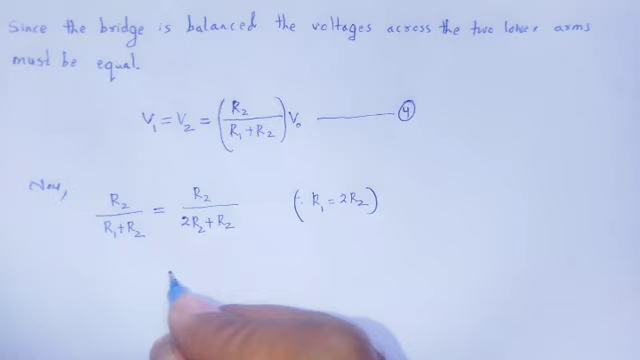 Since the bridge is balanced the voltages across the two lower arms
must be equal.
V₁ = V₂ = (R₂ / (R₁ + R₂)) V₀ ——— ④
Now,
R₂ / (R₁ + R₂) = R₂ / (2R₂ + R₂) (∵ R₁ = 2R₂)